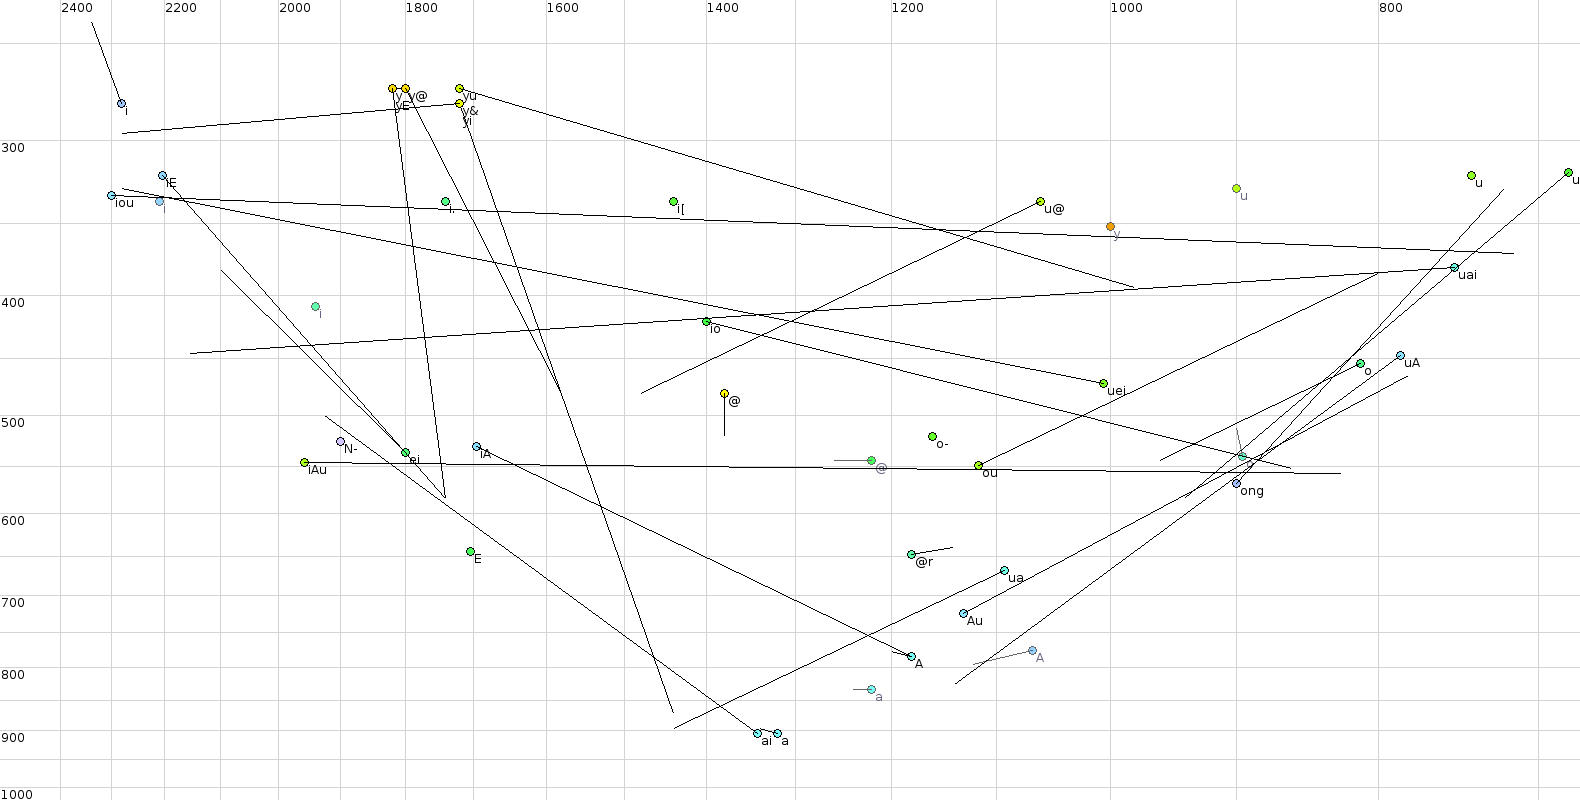 2400 2200 2000 1800 1600 1400 1200 1000 800
i
y y@ yu
yE y& yi
300
iE
iou i i. i[ u@ u u u
y
uai
400
i
io uA
o
uei
@
500
N- ei iA o-
iAu @ ou
ong
600
E @r
ua
700
Au
A A
800
a
900
ai a
1000